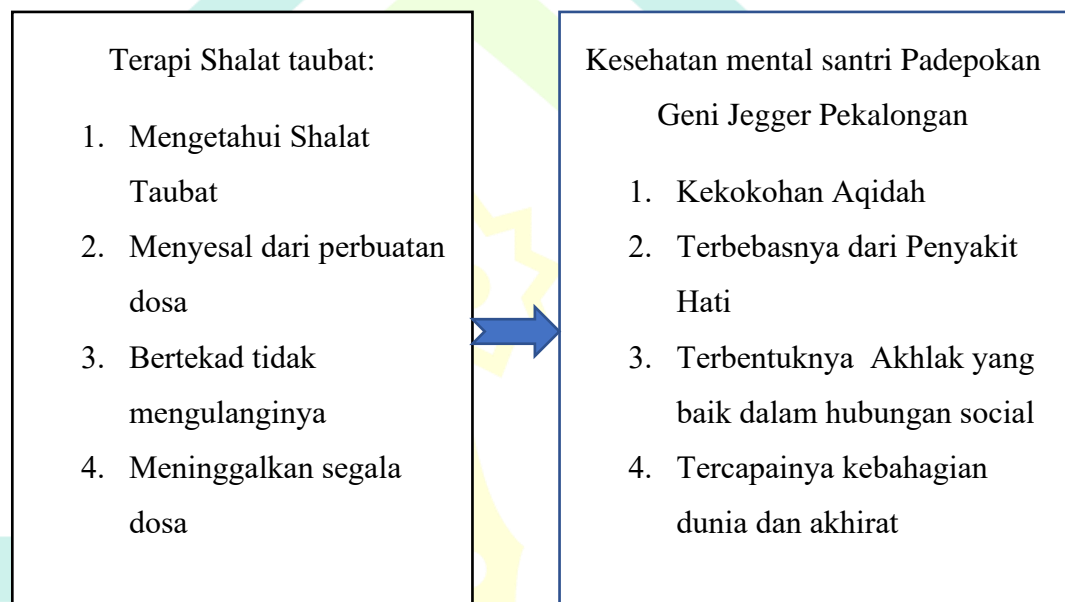 Terapi Shalat taubat:
1. Mengetahui Shalat
Taubat
2. Menyesal dari perbuatan
dosa
3. Bertekad tidak
mengulanginya
4. Meninggalkan segala
dosa
Kesehatan mental santri Padepokan
Geni Jegger Pekalongan
1. Kekokohan Aqidah
2. Terbebasnya dari Penyakit
Hati
3. Terbentuknya Akhlak yang
baik dalam hubungan social
4. Tercapainya kebahagian
dunia dan akhirat